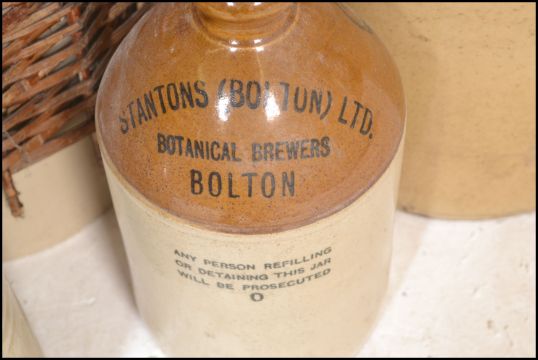 STANTONS (BOLTON) LTD.
BOTANICAL BREWERS
BOLTON
ANY PERSON REFILLING
OR DETAINING THIS JAR
WILL BE PROSECUTED
O